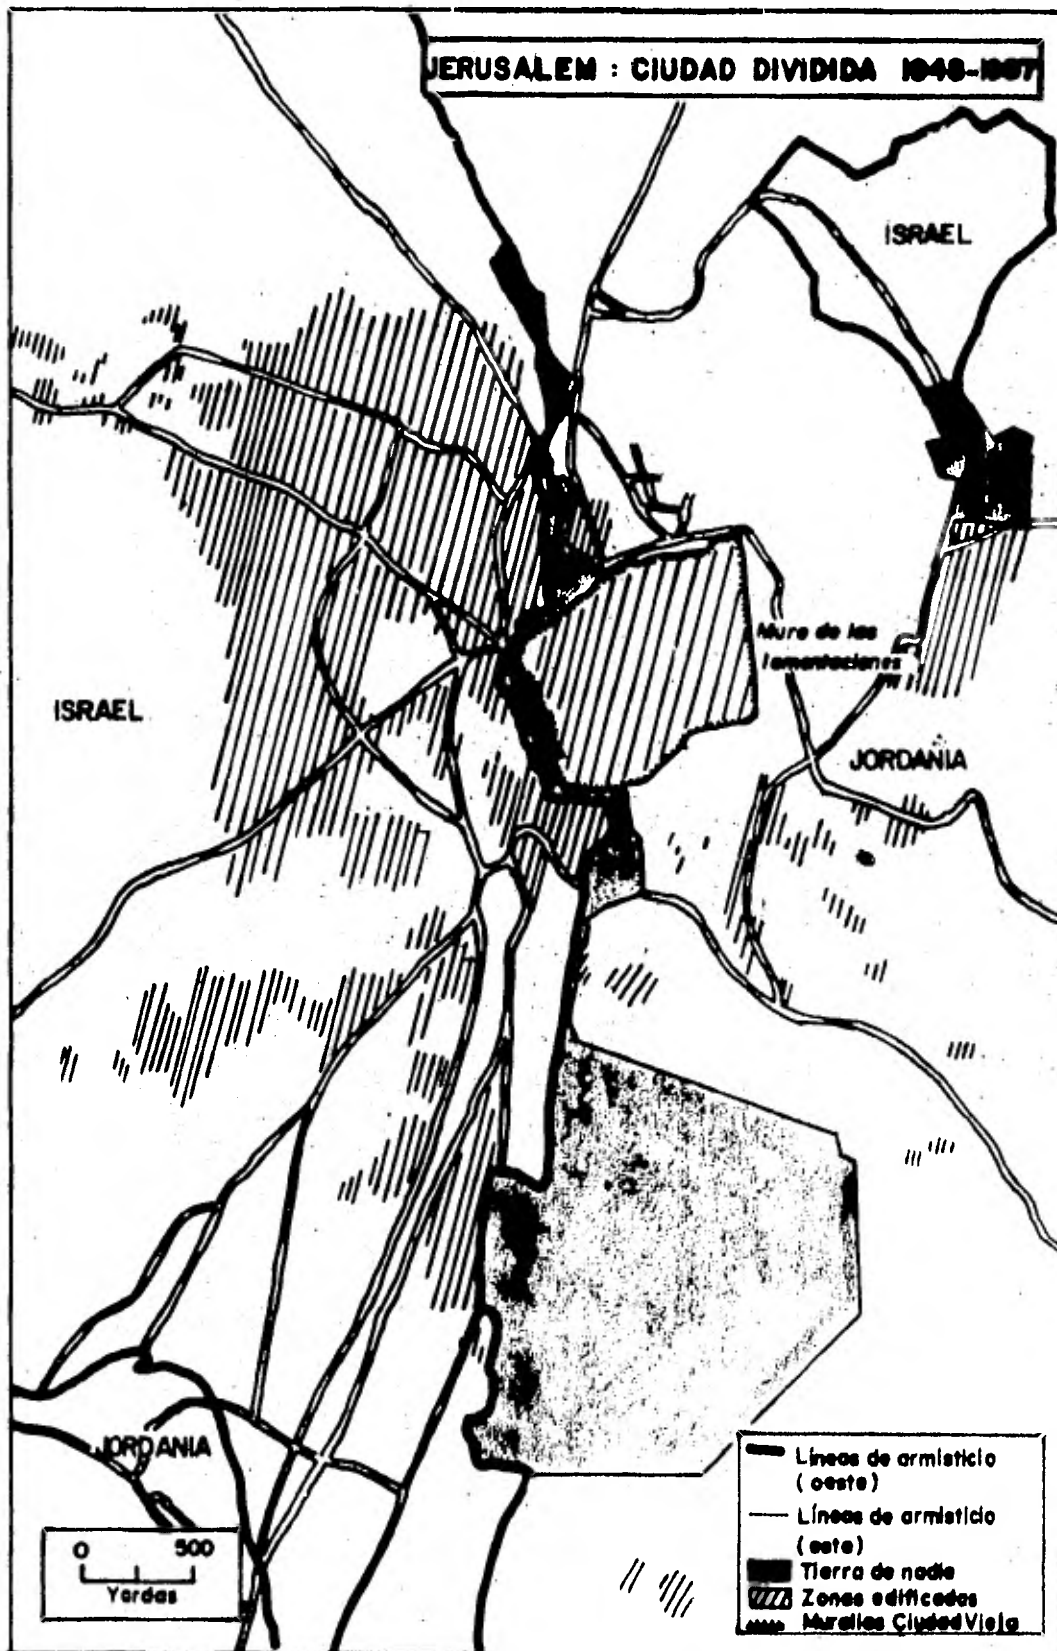 JERUSALEM : CIUDAD DIVIDIDA 1948-1967
ISRAEL
Muro de las
lamentaciones
ISRAEL
JORDANIA
JORDANIA
0 500
Yardas
Líneas de armisticio
(oeste)
Líneas de armisticio
(este)
Tierra de nadie
Zonas edificadas
Murallas Ciudad Vieja